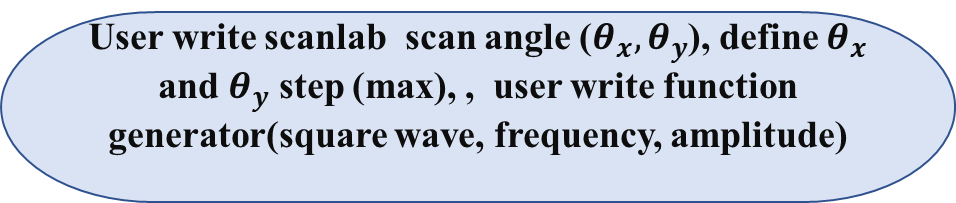 User write scanlab scan angle (θx, θy), define θx
and θy step (max), , user write function
generator(square wave, frequency, amplitude)